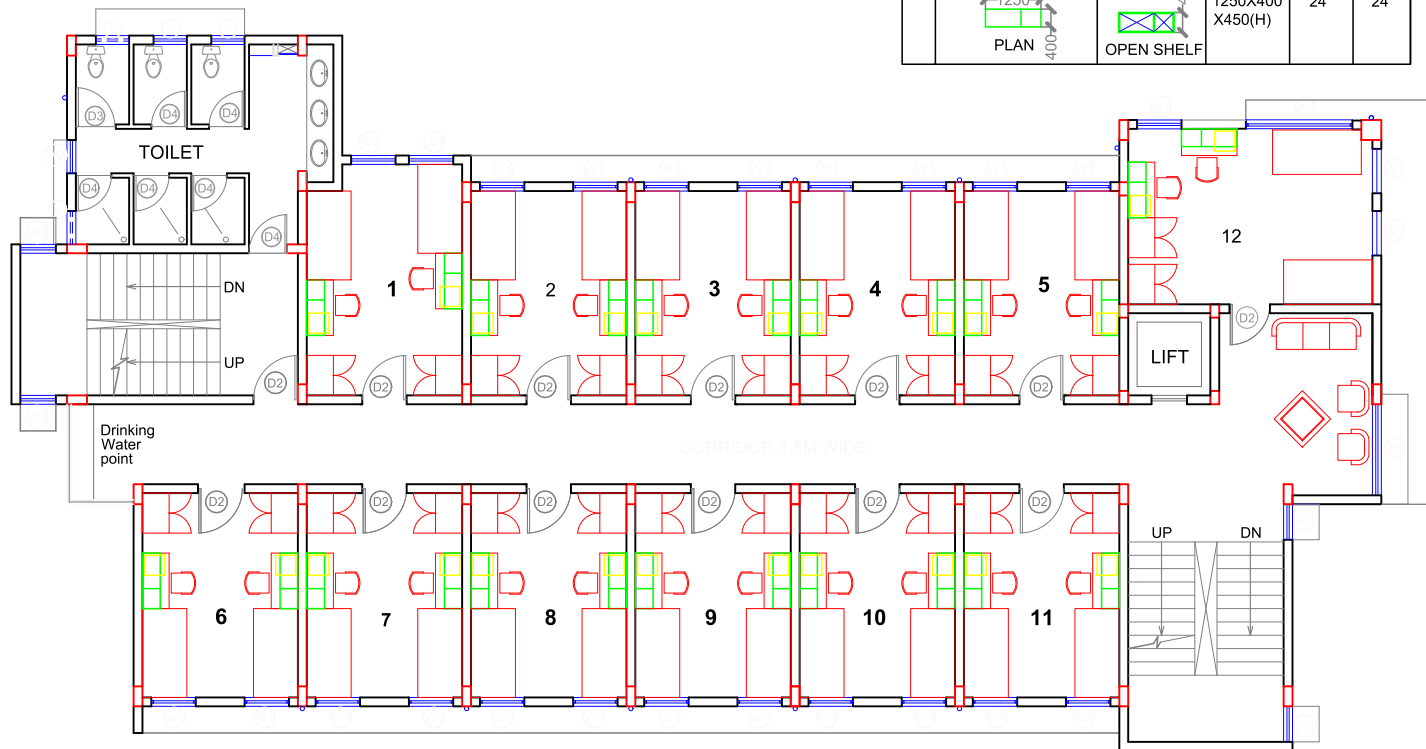 1250
400
PLAN
OPEN SHELF
1250X400
X450(H)
24
24
D3
D4
D4
TOILET
D4
D4
D4
D4
DN
UP
D2
1
D2
2
D2
3
D2
4
D2
5
D2
12
D2
LIFT
Drinking
Water
point
CORRIDOR 1.8M WIDE
D2
D2
D2
D2
D2
D2
6
7
8
9
10
11
UP
DN